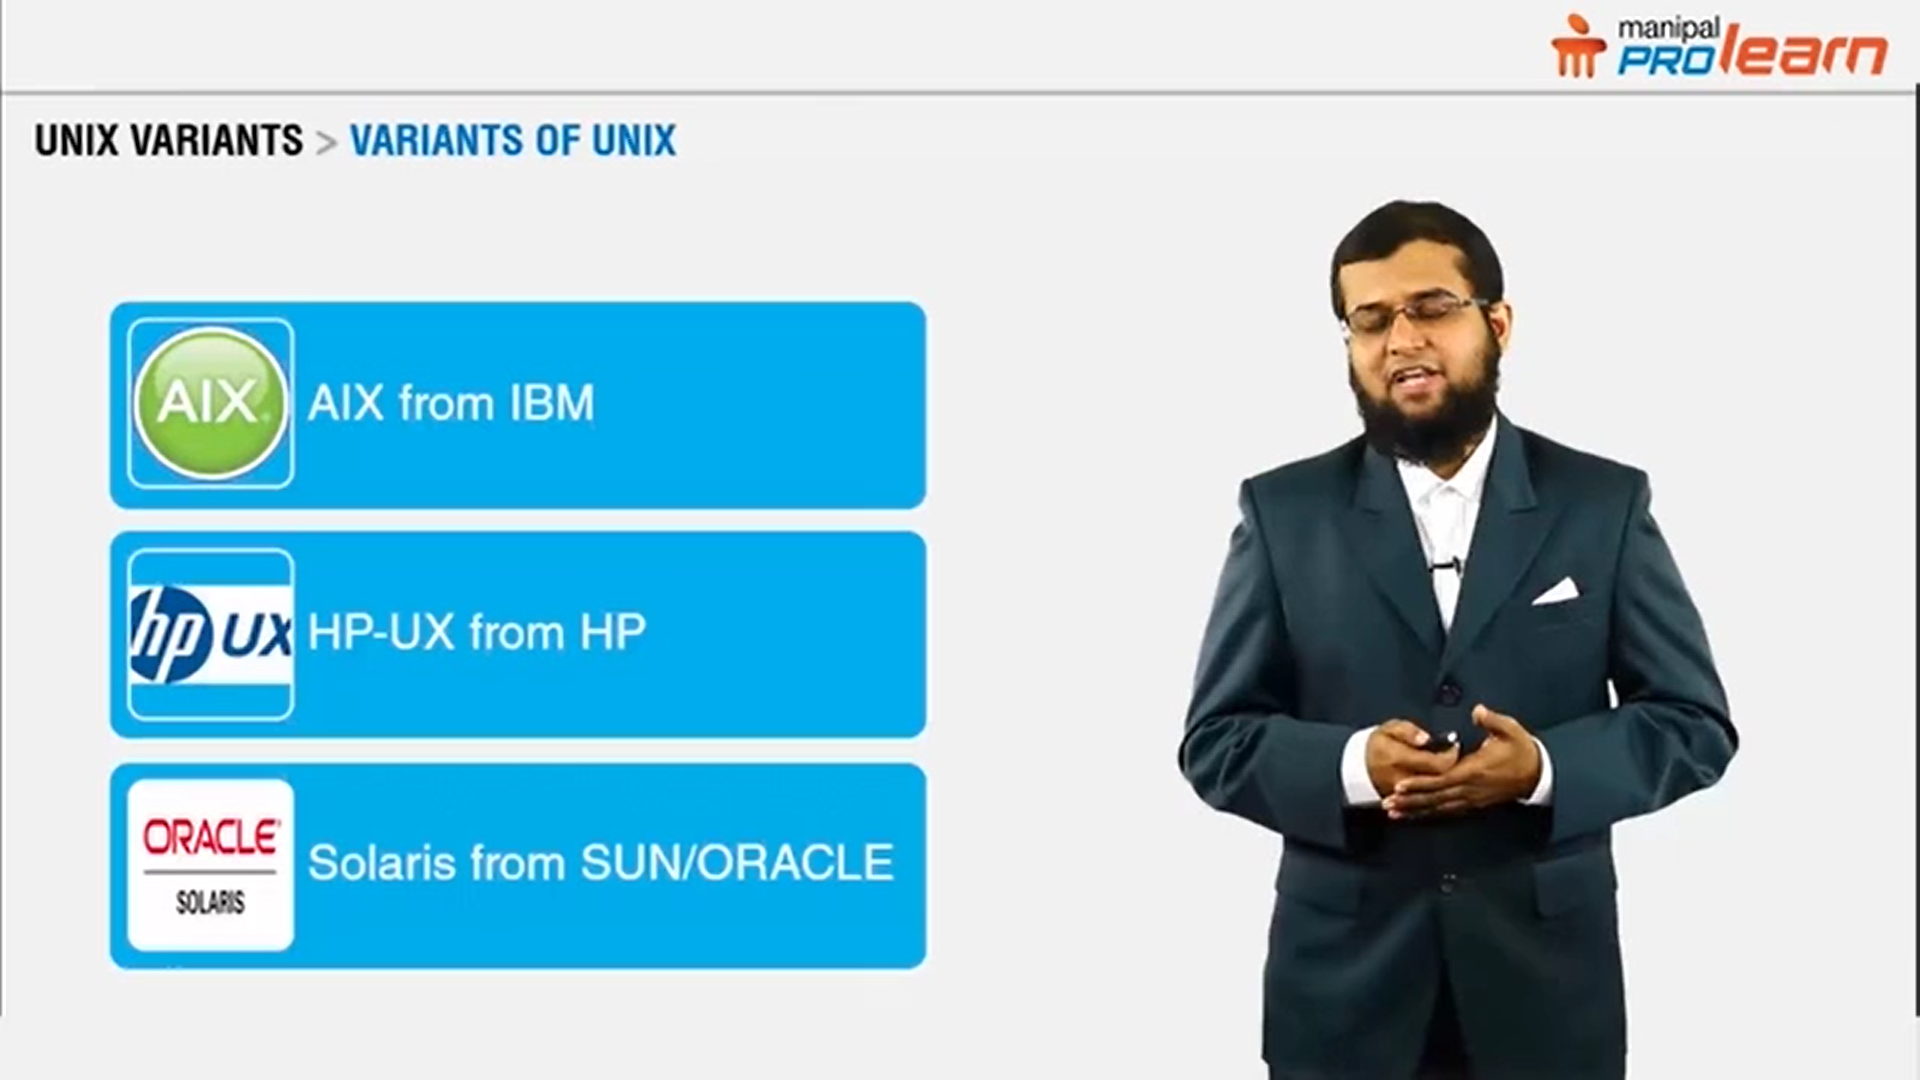 manipal
PROlearn
UNIX VARIANTS > VARIANTS OF UNIX
AIX
AIX from IBM
hp UX
HP-UX from HP
ORACLE
SOLARIS
Solaris from SUN/ORACLE